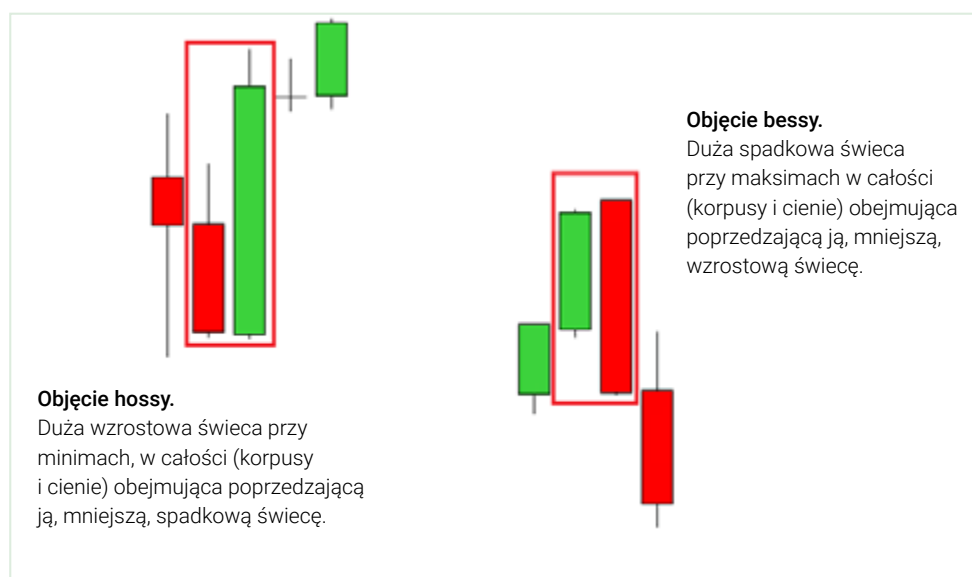 Objęcie bessy.
Duża spadkowa świeca
przy maksimach w całości
(korpusy i cienie) obejmująca
poprzedzającą ją, mniejszą,
wzrostową świecę.
Objęcie hossy.
Duża wzrostowa świeca przy
minimach, w całości (korpusy
i cienie) obejmująca poprzedzającą
ją, mniejszą, spadkową świecę.